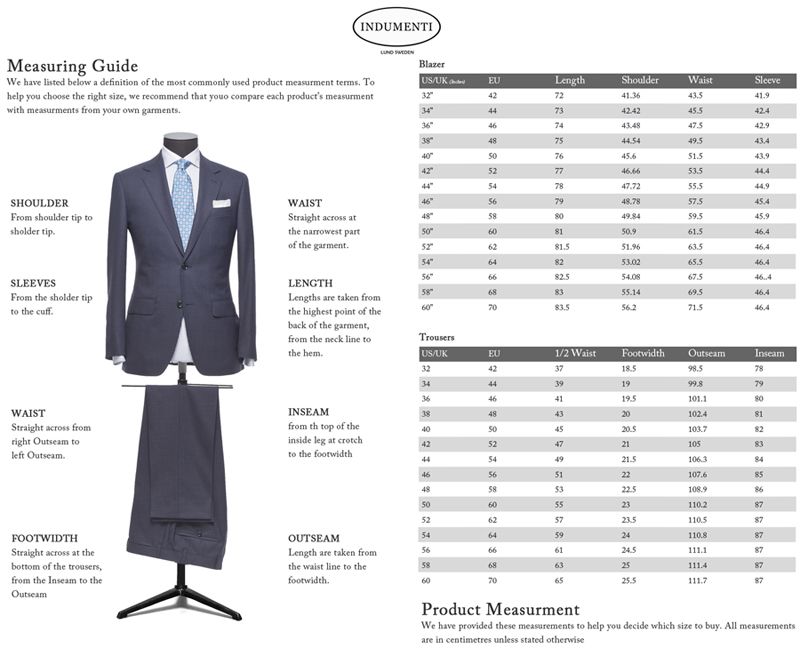 INDUMENTI
LUND SWEDEN
Measuring Guide
We have listed below a definition of the most commonly used product measurment terms. To
help you choose the right size, we recommend that youo compare each product's measurment
with measurments from your own garments.
SHOULDER
From shoulder tip to
sholder tip.
SLEEVES
From the sholder tip
to the cuff.
WAIST
Straight across at
the narrowest part
of the garment.
LENGTH
Lengths are taken from
the highest point of the
back of the garment,
from the neck line to
the hem.
WAIST
Straight across from
right Outseam to
left Outseam.
INSEAM
from th top of the
inside leg at crotch
to the footwidth
FOOTWIDTH
Straight across at the
bottom of the trousers,
from the Inseam to the
Outseam
OUTSEAM
Length are taken from
the waist line to the
footwidth.
Blazer
US/UK (Inches) EU Length Shoulder Waist Sleeve
32" 42 72 41.36 43.5 41.9
34" 44 73 42.42 45.5 42.4
36" 46 74 43.48 47.5 42.9
38" 48 75 44.54 49.5 43.4
40" 50 76 45.6 51.5 43.9
42" 52 77 46.66 53.5 44.4
44" 54 78 47.72 55.5 44.9
46" 56 79 48.78 57.5 45.4
48" 58 80 49.84 59.5 45.9
50" 60 81 50.9 61.5 46.4
52" 62 81.5 51.96 63.5 46.4
54" 64 82 53.02 65.5 46.4
56" 66 82.5 54.08 67.5 46..4
58" 68 83 55.14 69.5 46.4
60" 70 83.5 56.2 71.5 46.4
Trousers
US/UK EU 1/2 Waist Footwidth Outseam Inseam
32 42 37 18.5 98.5 78
34 44 39 19 99.8 79
36 46 41 19.5 101.1 80
38 48 43 20 102.4 81
40 50 45 20.5 103.7 82
42 52 47 21 105 83
44 54 49 21.5 106.3 84
46 56 51 22 107.6 85
48 58 53 22.5 108.9 86
50 60 55 23 110.2 87
52 62 57 23.5 110.5 87
54 64 59 24 110.8 87
56 66 61 24.5 111.1 87
58 68 63 25 111.4 87
60 70 65 25.5 111.7 87
Product Measurment
We have provided these measurements to help you decide which size to buy. All measurements
are in centimetres unless stated otherwise